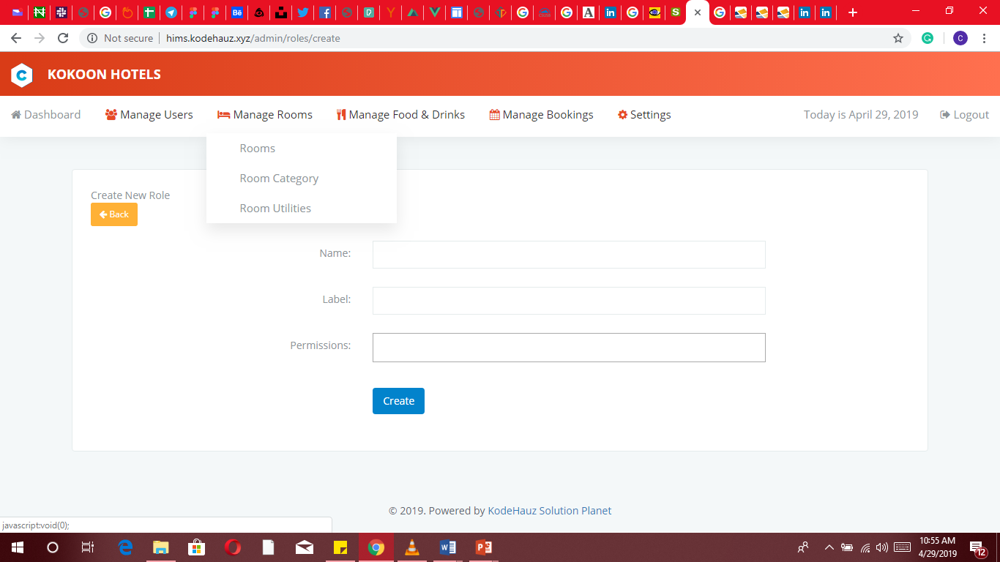 Not secure | hims.kodehauz.xyz/admin/roles/create
C
KOKOON HOTELS
Dashboard Manage Users Manage Rooms Manage Food & Drinks Manage Bookings Settings Today is April 29, 2019 Logout
Rooms
Room Category
Room Utilities
Create New Role
Back
Name:
Label:
Permissions:
Create
© 2019. Powered by KodeHauz Solution Planet
javascript:void(0);
10:55 AM
4/29/2019
12